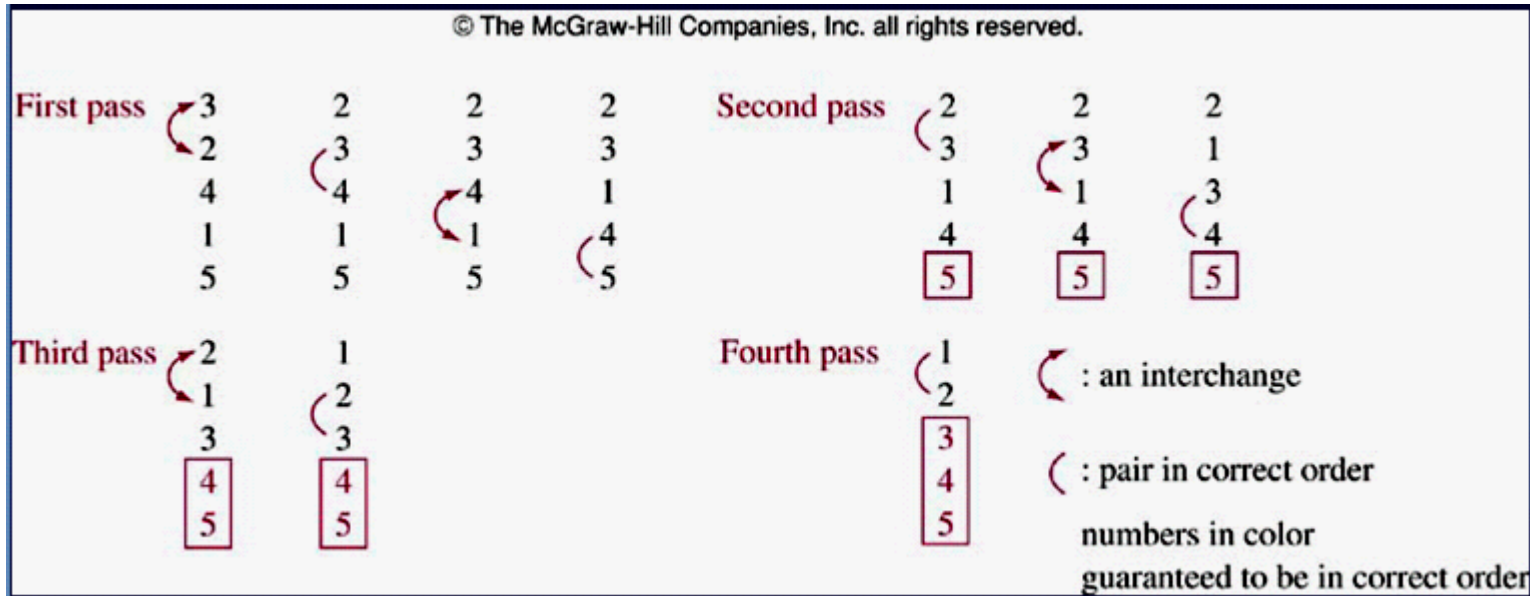 © The McGraw-Hill Companies, Inc. all rights reserved.
First pass 3 2 2 2
2 3 3 3
4 4 4 1
1 1 1 4
5 5 5 5
Second pass 2 2 2
3 3 1
1 1 3
4 4 4
5 5 5
Third pass 2 1
1 2
3 3
4 4
5 5
Fourth pass 1
2
3
4
5
: an interchange
: pair in correct order
numbers in color
guaranteed to be in correct order